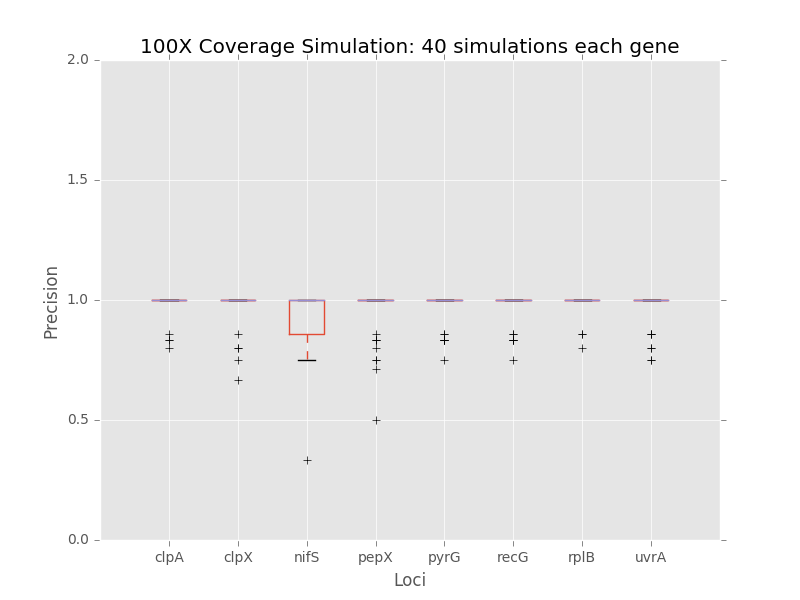 100X Coverage Simulation: 40 simulations each gene
2.0
1.5
1.0
0.5
0.0
Precision
clpA clpX nifS pepX pyrG recG rplB uvrA
Loci